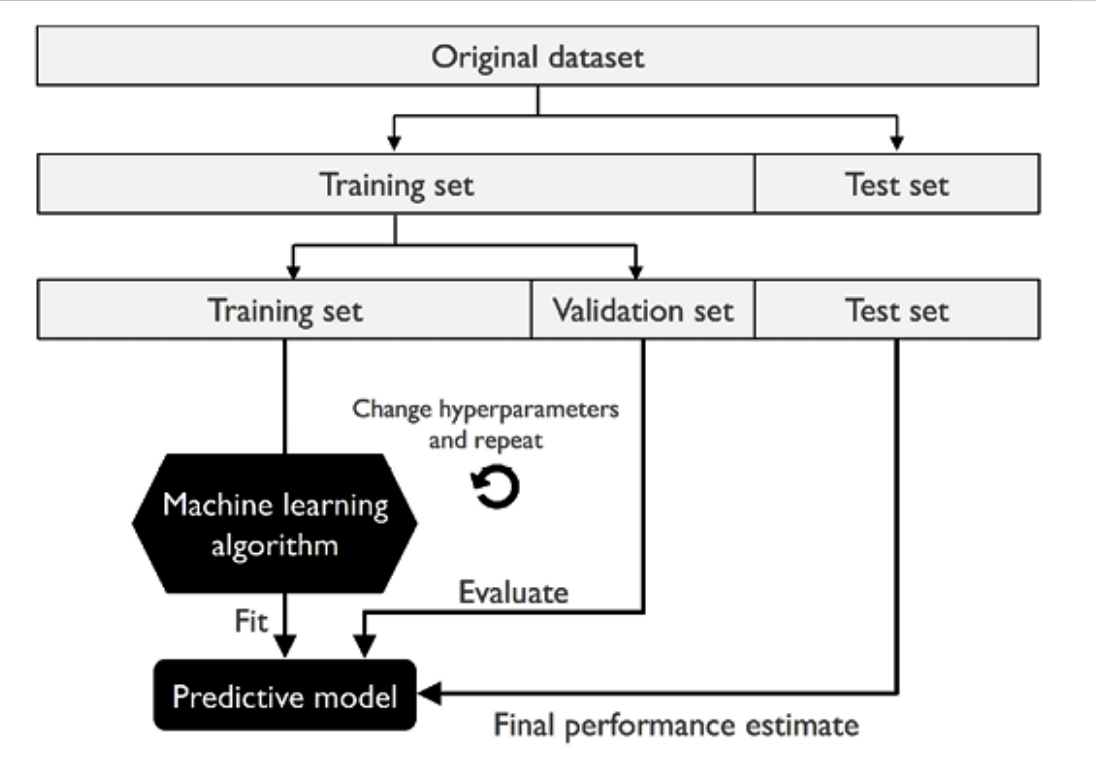 Original dataset
Training set
Test set
Training set
Validation set
Test set
Change hyperparameters
and repeat
Machine learning
algorithm
Evaluate
Fit
Predictive model
Final performance estimate